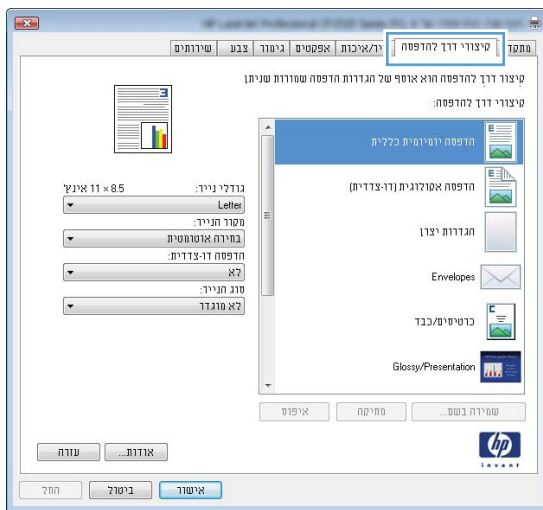 מתקד קיצורי דרך להדפסה יר/איכות אפקטים גימור צבע שירותים
קיצור דרך להדפסה הוא אוסף של הגדרות הדפסה שמורות שניתן
קיצורי דרך להדפסה:
הדפסה יומיומית כללית
הדפסה אקולוגית (דו-צדדית)
הגדרות יצרן
Envelopes
כרטיסים/כבד
Glossy/Presentation
שמירה בשם... מחיקה איפוס
3
גודלי נייר: 8.5 × 11 אינץ'
Letter
מקור הנייר:
בחירה אוטומטית
הדפסה דו-צדדית:
לא
סוג הנייר:
לא מוגדר
hp
invent
אודות... עזרה
אישור ביטול החל